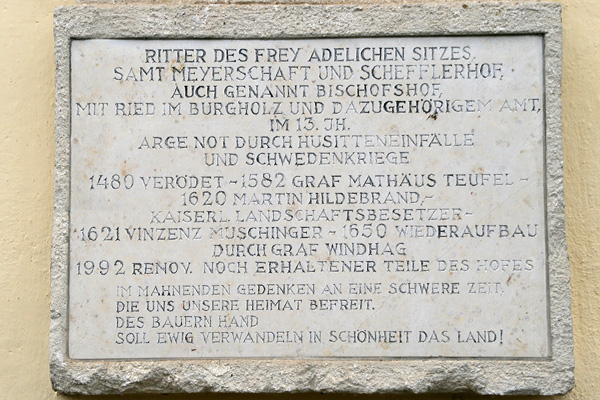 RITTER DES FREY ADELICHEN SITZES,
SAMT MEYERSCHAFT UND SCHEFFLERHOF,
AUCH GENANNT BISCHOFSHOF,
MIT RIED IM BURGHOLZ UND DAZUGEHÖRIGEM AMT,
IM 13. JH.
ARGE NOT DURCH HUSITTENEINFÄLLE
UND SCHWEDENKRIEGE
1480 VERÖDET - 1582 GRAF MATHÄUS TEUFEL -
1620 MARTIN HILDEBRAND,-
KAISERL. LANDSCHAFTSBESETZER-
1621 VINZENZ MUSCHINGER - 1650 WIEDERAUFBAU
DURCH GRAF WINDHAG
1992 RENOV. NOCH ERHALTENER TEILE DES HOFES
IM MAHNENDEN GEDENKEN AN EINE SCHWERE ZEIT,
DIE UNS UNSERE HEIMAT BEFREIT.
DES BAUERN HAND
SOLL EWIG VERWANDELN IN SCHÖNHEIT DAS LAND!